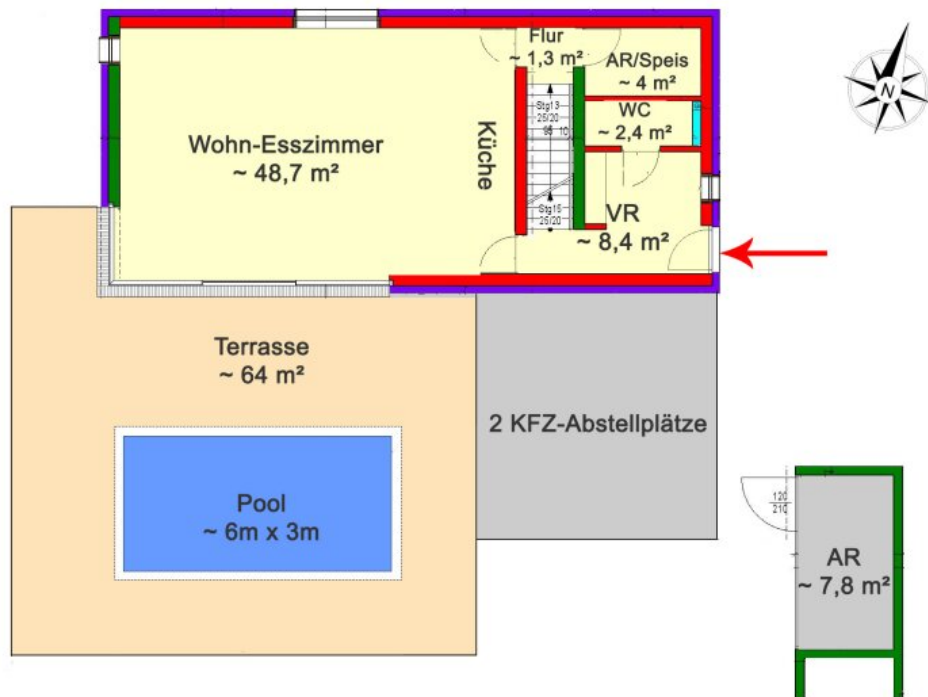 Flur
~ 1,3 m²
AR/Speis
~ 4 m²
WC
~ 2,4 m²
N
Wohn-Esszimmer
~ 48,7 m²
Küche
Stg13
25/20
95 10
Stg15
25/20
VR
~ 8,4 m²
Terrasse
~ 64 m²
2 KFZ-Abstellplätze
Pool
~ 6m x 3m
120
210
AR
~ 7,8 m²